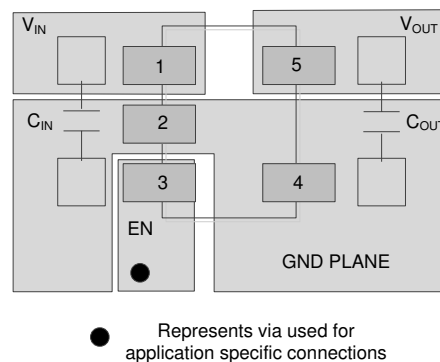 VIN
VOUT
1
5
CIN
2
COUT
3
4
EN
GND PLANE
Represents via used for
application specific connections